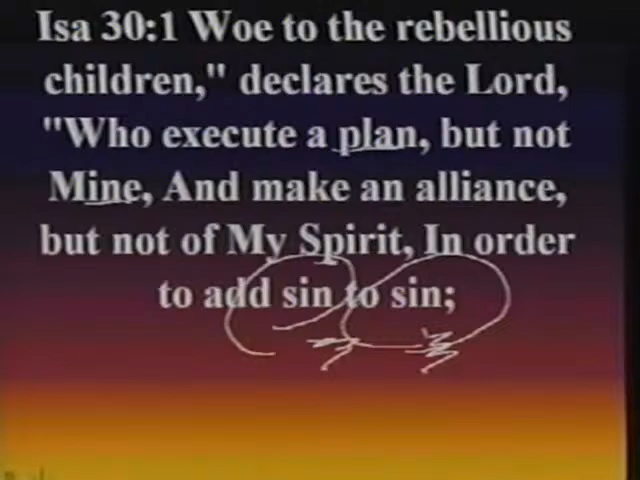 Isa 30:1 Woe to the rebellious
children," declares the Lord,
"Who execute a plan, but not
Mine, And make an alliance,
but not of My Spirit, In order
to add sin to sin;